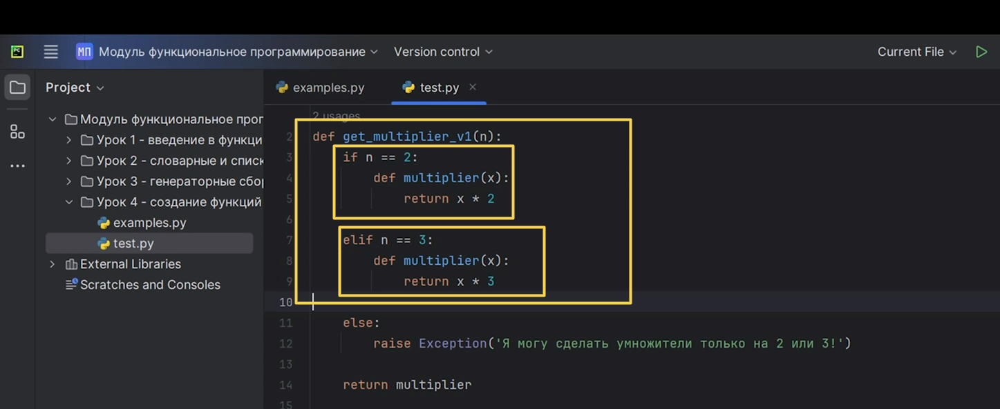 PC
МП Модуль функциональное программирование Version control Current File
Project
examples.py
test.py
Модуль функциональное прог
Урок 1 - введение в функци
Урок 2 - словарные и списк
Урок 3 - генераторные сбор
Урок 4 - создание функций
examples.py
test.py
External Libraries
Scratches and Consoles
2 usages
2 def get_multiplier_v1(n):
3 if n == 2:
4 def multiplier(x):
5 return x * 2
6
7 elif n == 3:
8 def multiplier(x):
9 return x * 3
10
11 else:
12 raise Exception('Я могу сделать умножители только на 2 или 3!')
13
14 return multiplier
15